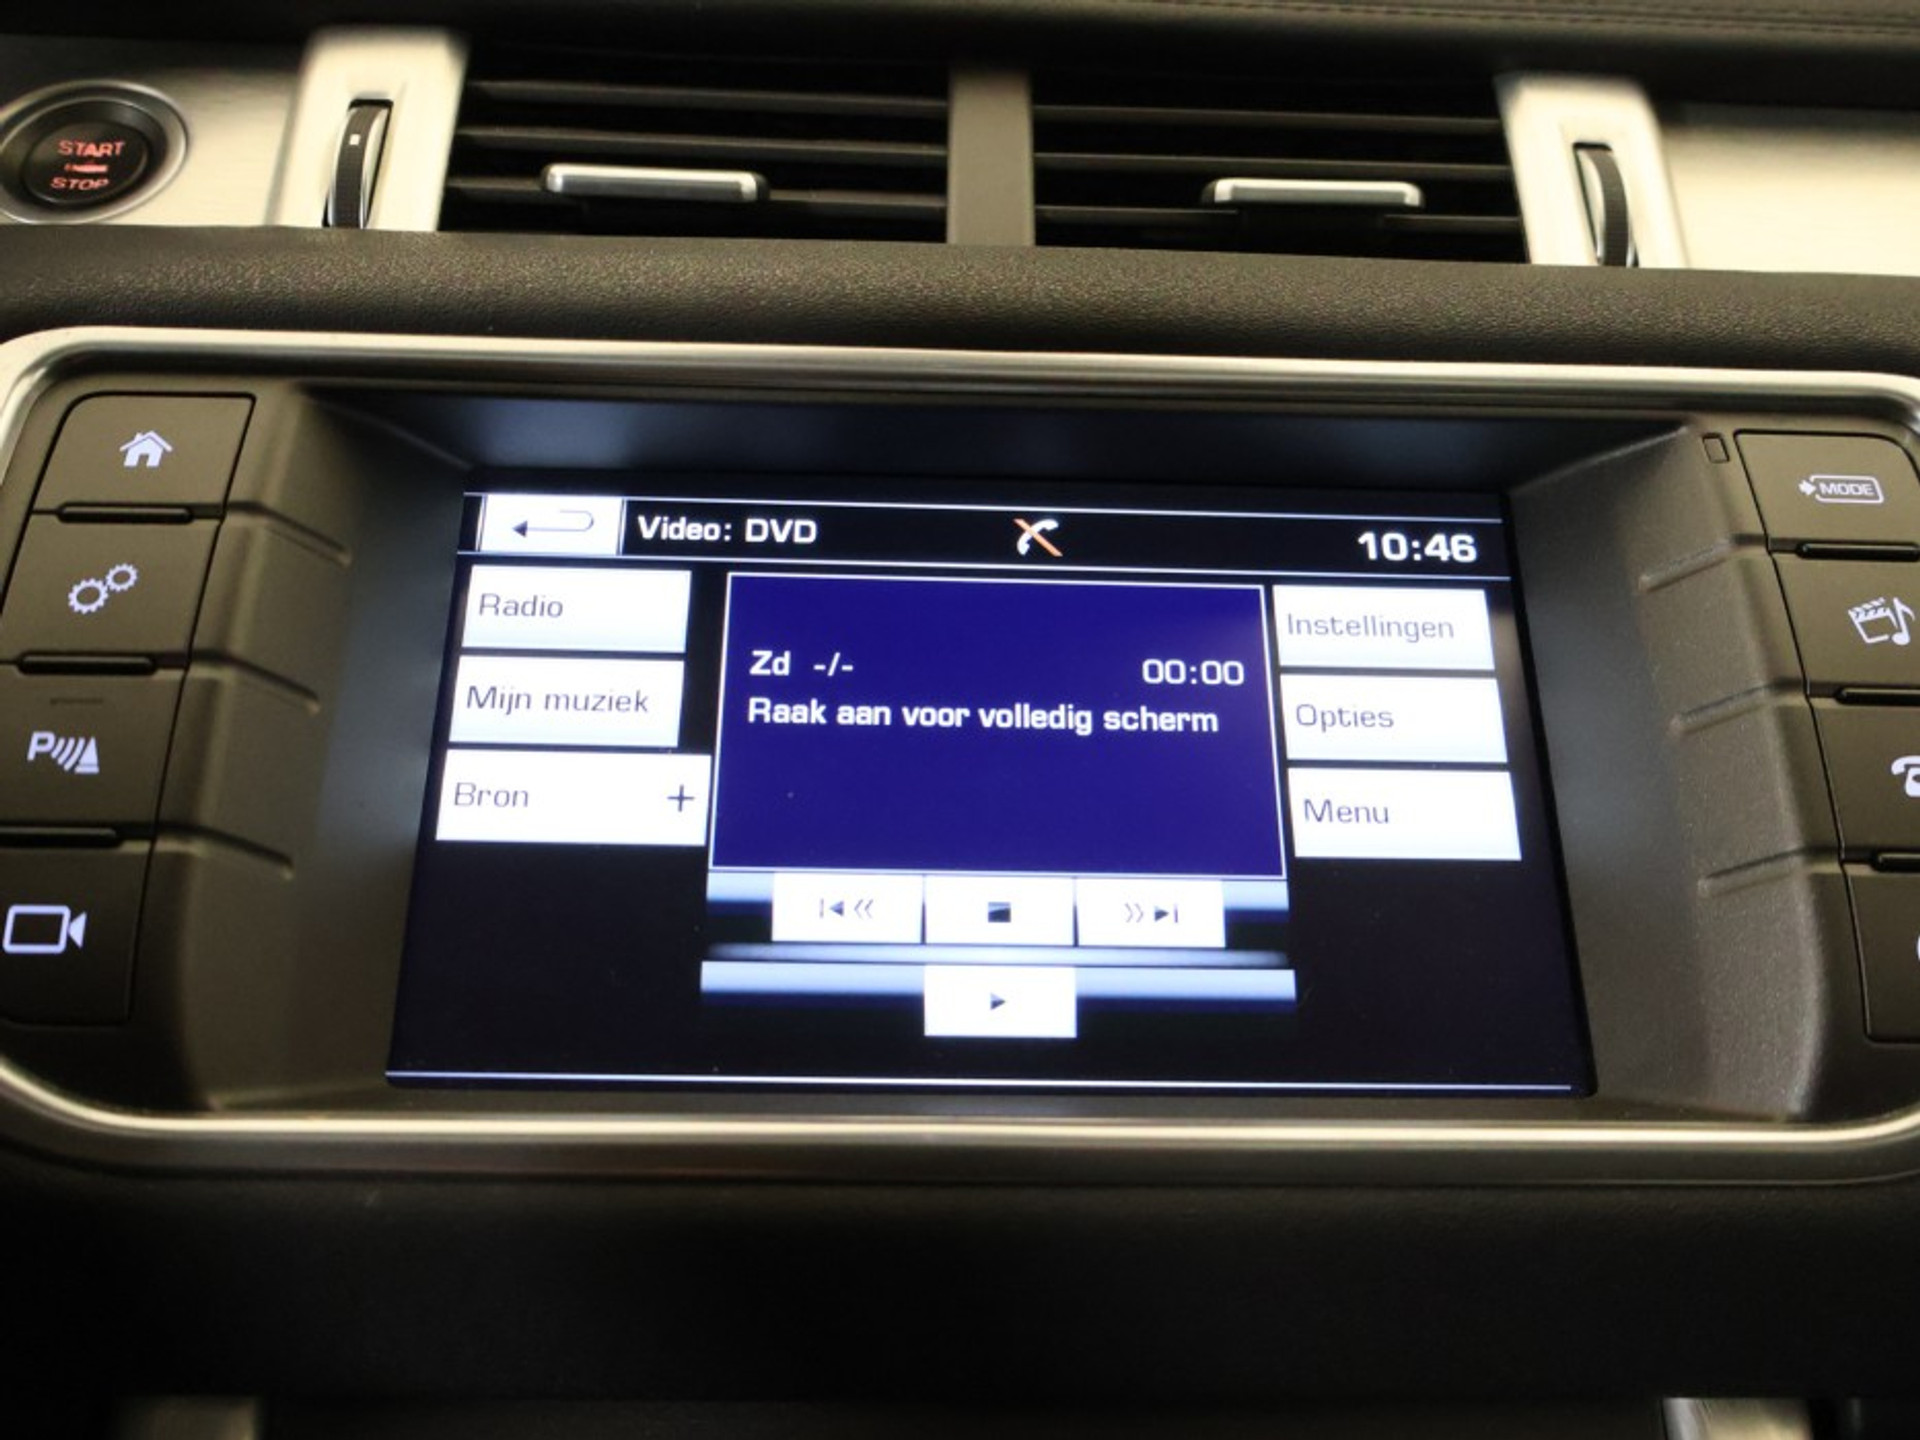 START
STOP
MODE
Video: DVD
10:46
Radio
Mijn muziek
Bron +
Zd -/- 00:00
Raak aan voor volledig scherm
Instellingen
Opties
Menu
P